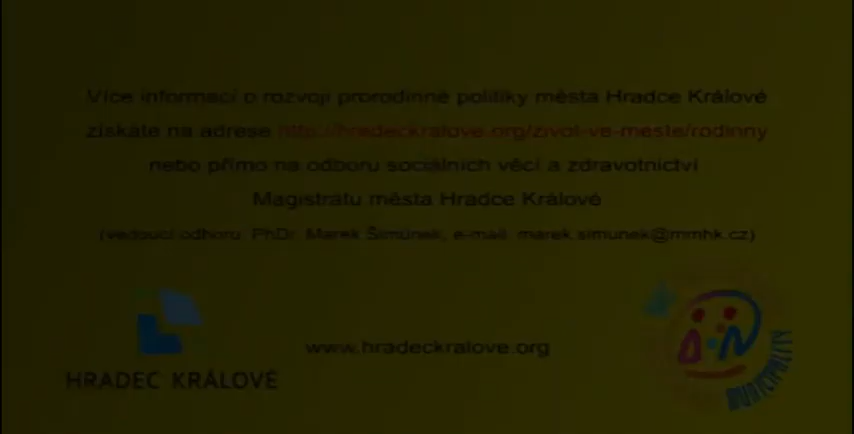 Více informací o rozvoji prorodinné politiky města Hradce Králové
získáte na adrese http://hradeckralove.org/zivot-ve-meste/rodinny
nebo přímo na odboru sociálních věcí a zdravotnictví
Magistrátu města Hradce Králové
(vedoucí odboru: PhDr. Marek Šimůnek, e-mail: marek.simunek@mmhk.cz)
www.hradeckralove.org
HRADEC KRÁLOVÉ
MUNICIPALITY